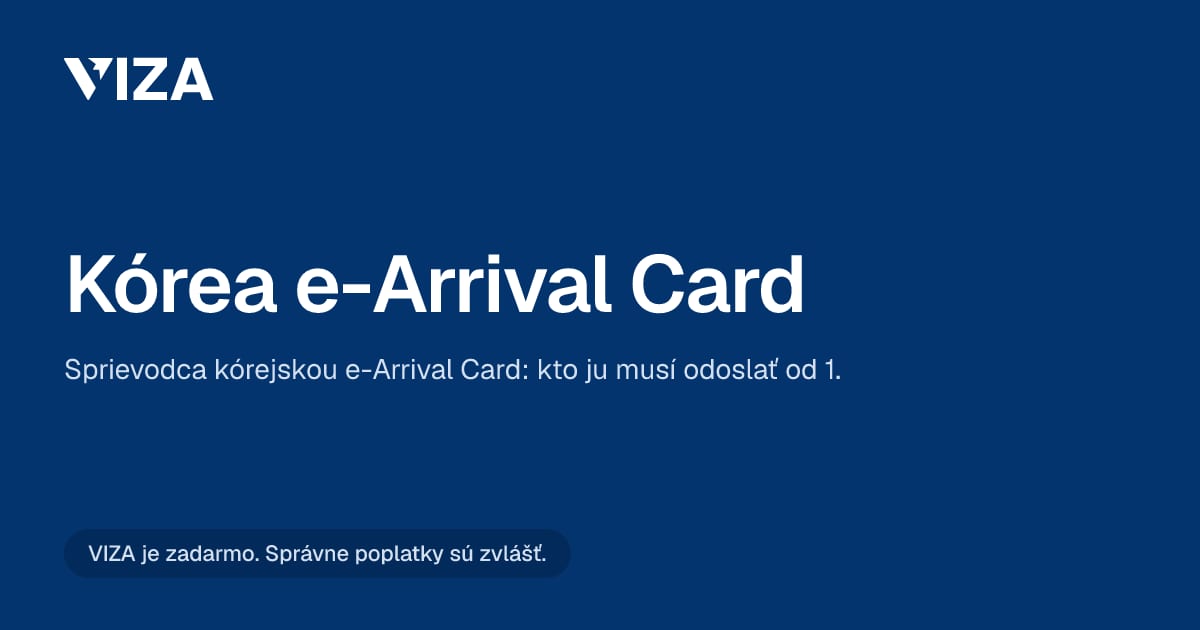 VIZA
Kórea e-Arrival Card
Sprievodca kórejskou e-Arrival Card: kto ju musí odoslať od 1.
VIZA je zadarmo. Správne poplatky sú zvlášť.